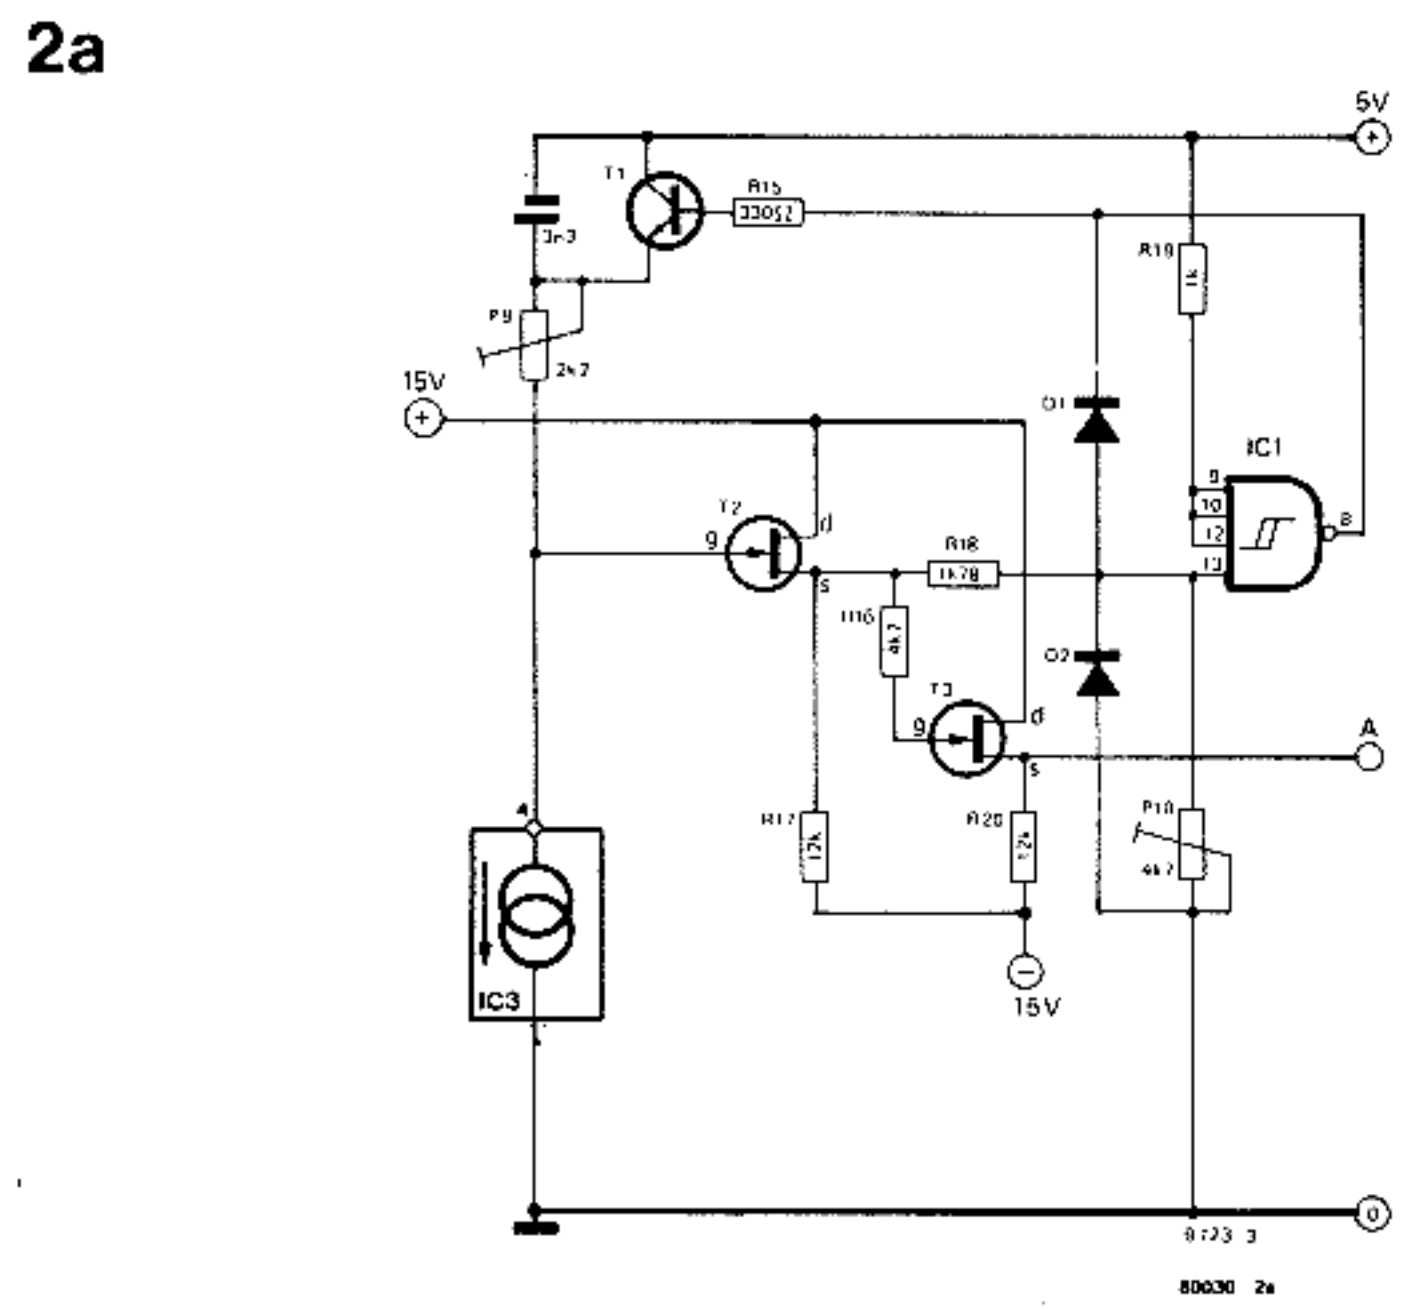 2a
5V
+
T1
R15
330Ω
3n3
R19
1k
P9
2k2
15V
+
D1
IC1
9
10
12
13
8
T2
g
d
s
R18
1k78
R16
4k7
D2
T3
g
d
s
A
4
R17
12k
R20
12k
P10
4k7
IC3
−
15V
0
80030 2a